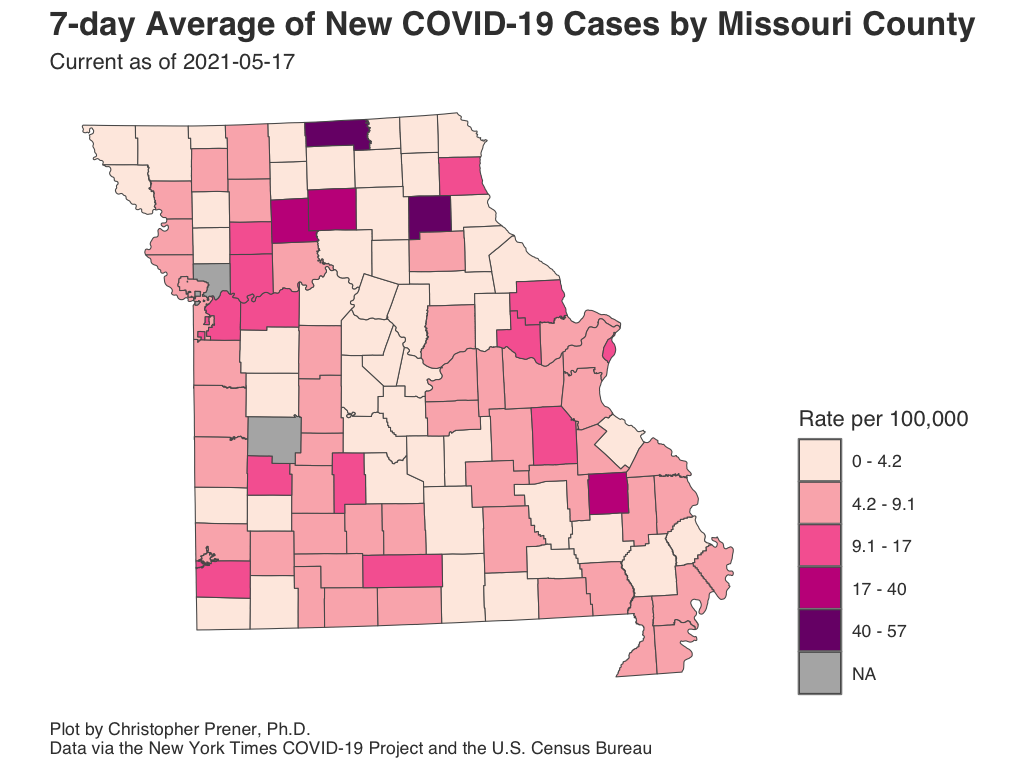 7-day Average of New COVID-19 Cases by Missouri County
Current as of 2021-05-17
Rate per 100,000
0 - 4.2
4.2 - 9.1
9.1 - 17
17 - 40
40 - 57
NA
Plot by Christopher Prener, Ph.D.
Data via the New York Times COVID-19 Project and the U.S. Census Bureau